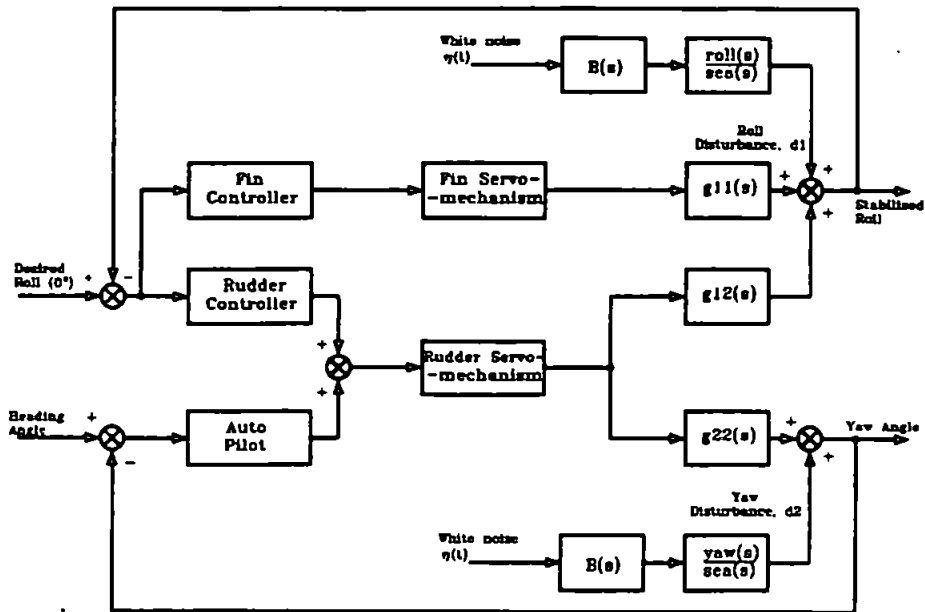 White noise
η(t)
B(s)
roll(s)
sea(s)
Roll
Disturbance, d1
Fin
Controller
Fin Servo-
-mechanism
g11(s)
+
+
+
Stabilised
Roll
Desired
Roll (0°)
+
-
Rudder
Controller
g12(s)
+
+
Rudder Servo-
-mechanism
Heading
Angle
+
-
Auto
Pilot
g22(s)
+
+
Yaw Angle
Yaw
Disturbance, d2
White noise
η(t)
B(s)
yaw(s)
sea(s)